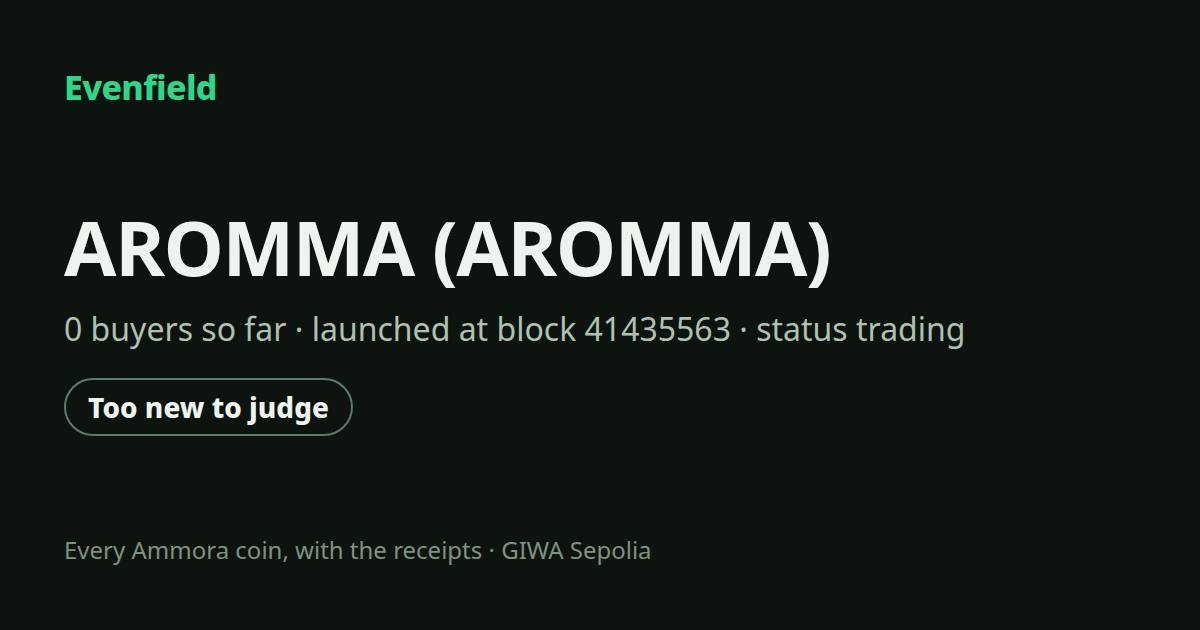 Evenfield
AROMMA (AROMMA)
0 buyers so far · launched at block 41435563 · status trading
Too new to judge
Every Ammora coin, with the receipts · GIWA Sepolia